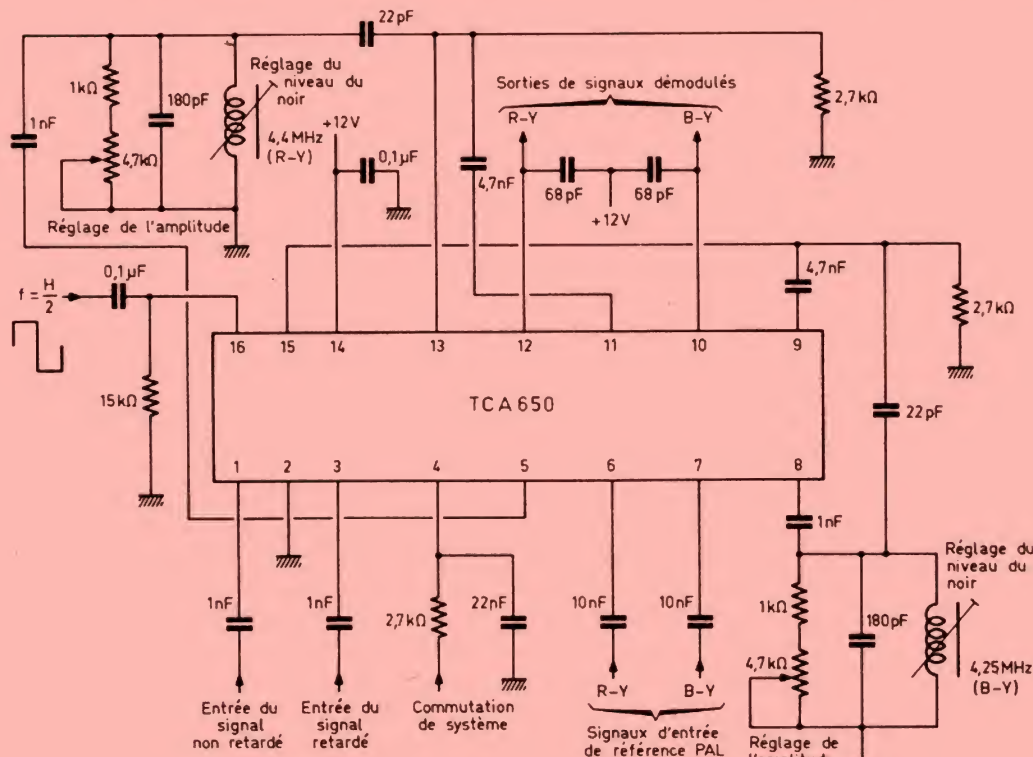 22pF
Réglage du
niveau du
noir
1kΩ
180pF
1nF
4,7kΩ
4,4MHz
(R-Y)
+12V
0,1µF
Réglage de l'amplitude
Sorties de signaux démodulés
R-Y
B-Y
2,7kΩ
4,7nF
68pF
68pF
+12V
f = H/2
0,1µF
4,7nF
2,7kΩ
16
15
14
13
12
11
10
9
15kΩ
TCA650
22pF
1
2
3
4
5
6
7
8
1nF
1nF
1nF
2,7kΩ
22nF
10nF
10nF
Réglage du
niveau du
noir
1kΩ
180pF
4,7kΩ
4,25MHz
(B-Y)
R-Y
B-Y
Entrée du
signal
non retardé
Entrée du
signal
retardé
Commutation
de système
Signaux d'entrée
de référence PAL
Réglage de